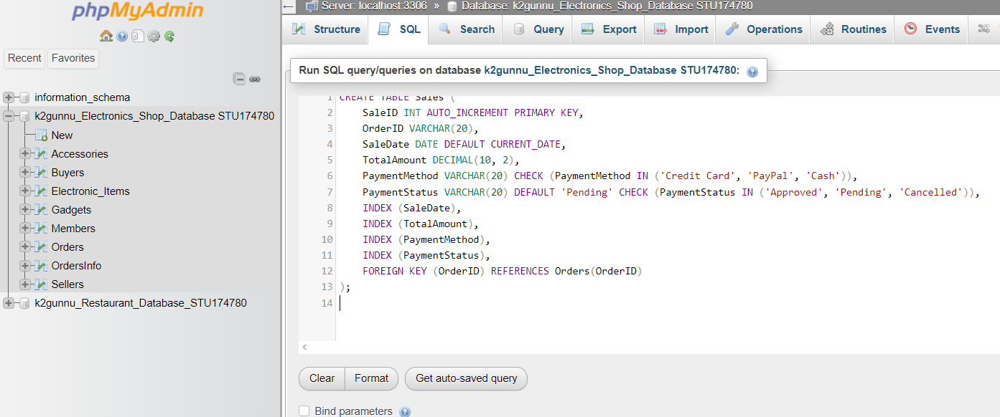 phpMyAdmin
Recent Favorites
information_schema
k2gunnu_Electronics_Shop_Database STU174780
New
Accessories
Buyers
Electronic_Items
Gadgets
Members
Orders
OrdersInfo
Sellers
k2gunnu_Restaurant_Database_STU174780
Server: localhost:3306 » Database: k2gunnu_Electronics_Shop_Database STU174780
Structure SQL Search Query Export Import Operations Routines Events
Run SQL query/queries on database k2gunnu_Electronics_Shop_Database STU174780:
1 CREATE TABLE Sales (
2 SaleID INT AUTO_INCREMENT PRIMARY KEY,
3 OrderID VARCHAR(20),
4 SaleDate DATE DEFAULT CURRENT_DATE,
5 TotalAmount DECIMAL(10, 2),
6 PaymentMethod VARCHAR(20) CHECK (PaymentMethod IN ('Credit Card', 'PayPal', 'Cash')),
7 PaymentStatus VARCHAR(20) DEFAULT 'Pending' CHECK (PaymentStatus IN ('Approved', 'Pending', 'Cancelled')),
8 INDEX (SaleDate),
9 INDEX (TotalAmount),
10 INDEX (PaymentMethod),
11 INDEX (PaymentStatus),
12 FOREIGN KEY (OrderID) REFERENCES Orders(OrderID)
13 );
14
Clear Format Get auto-saved query
Bind parameters